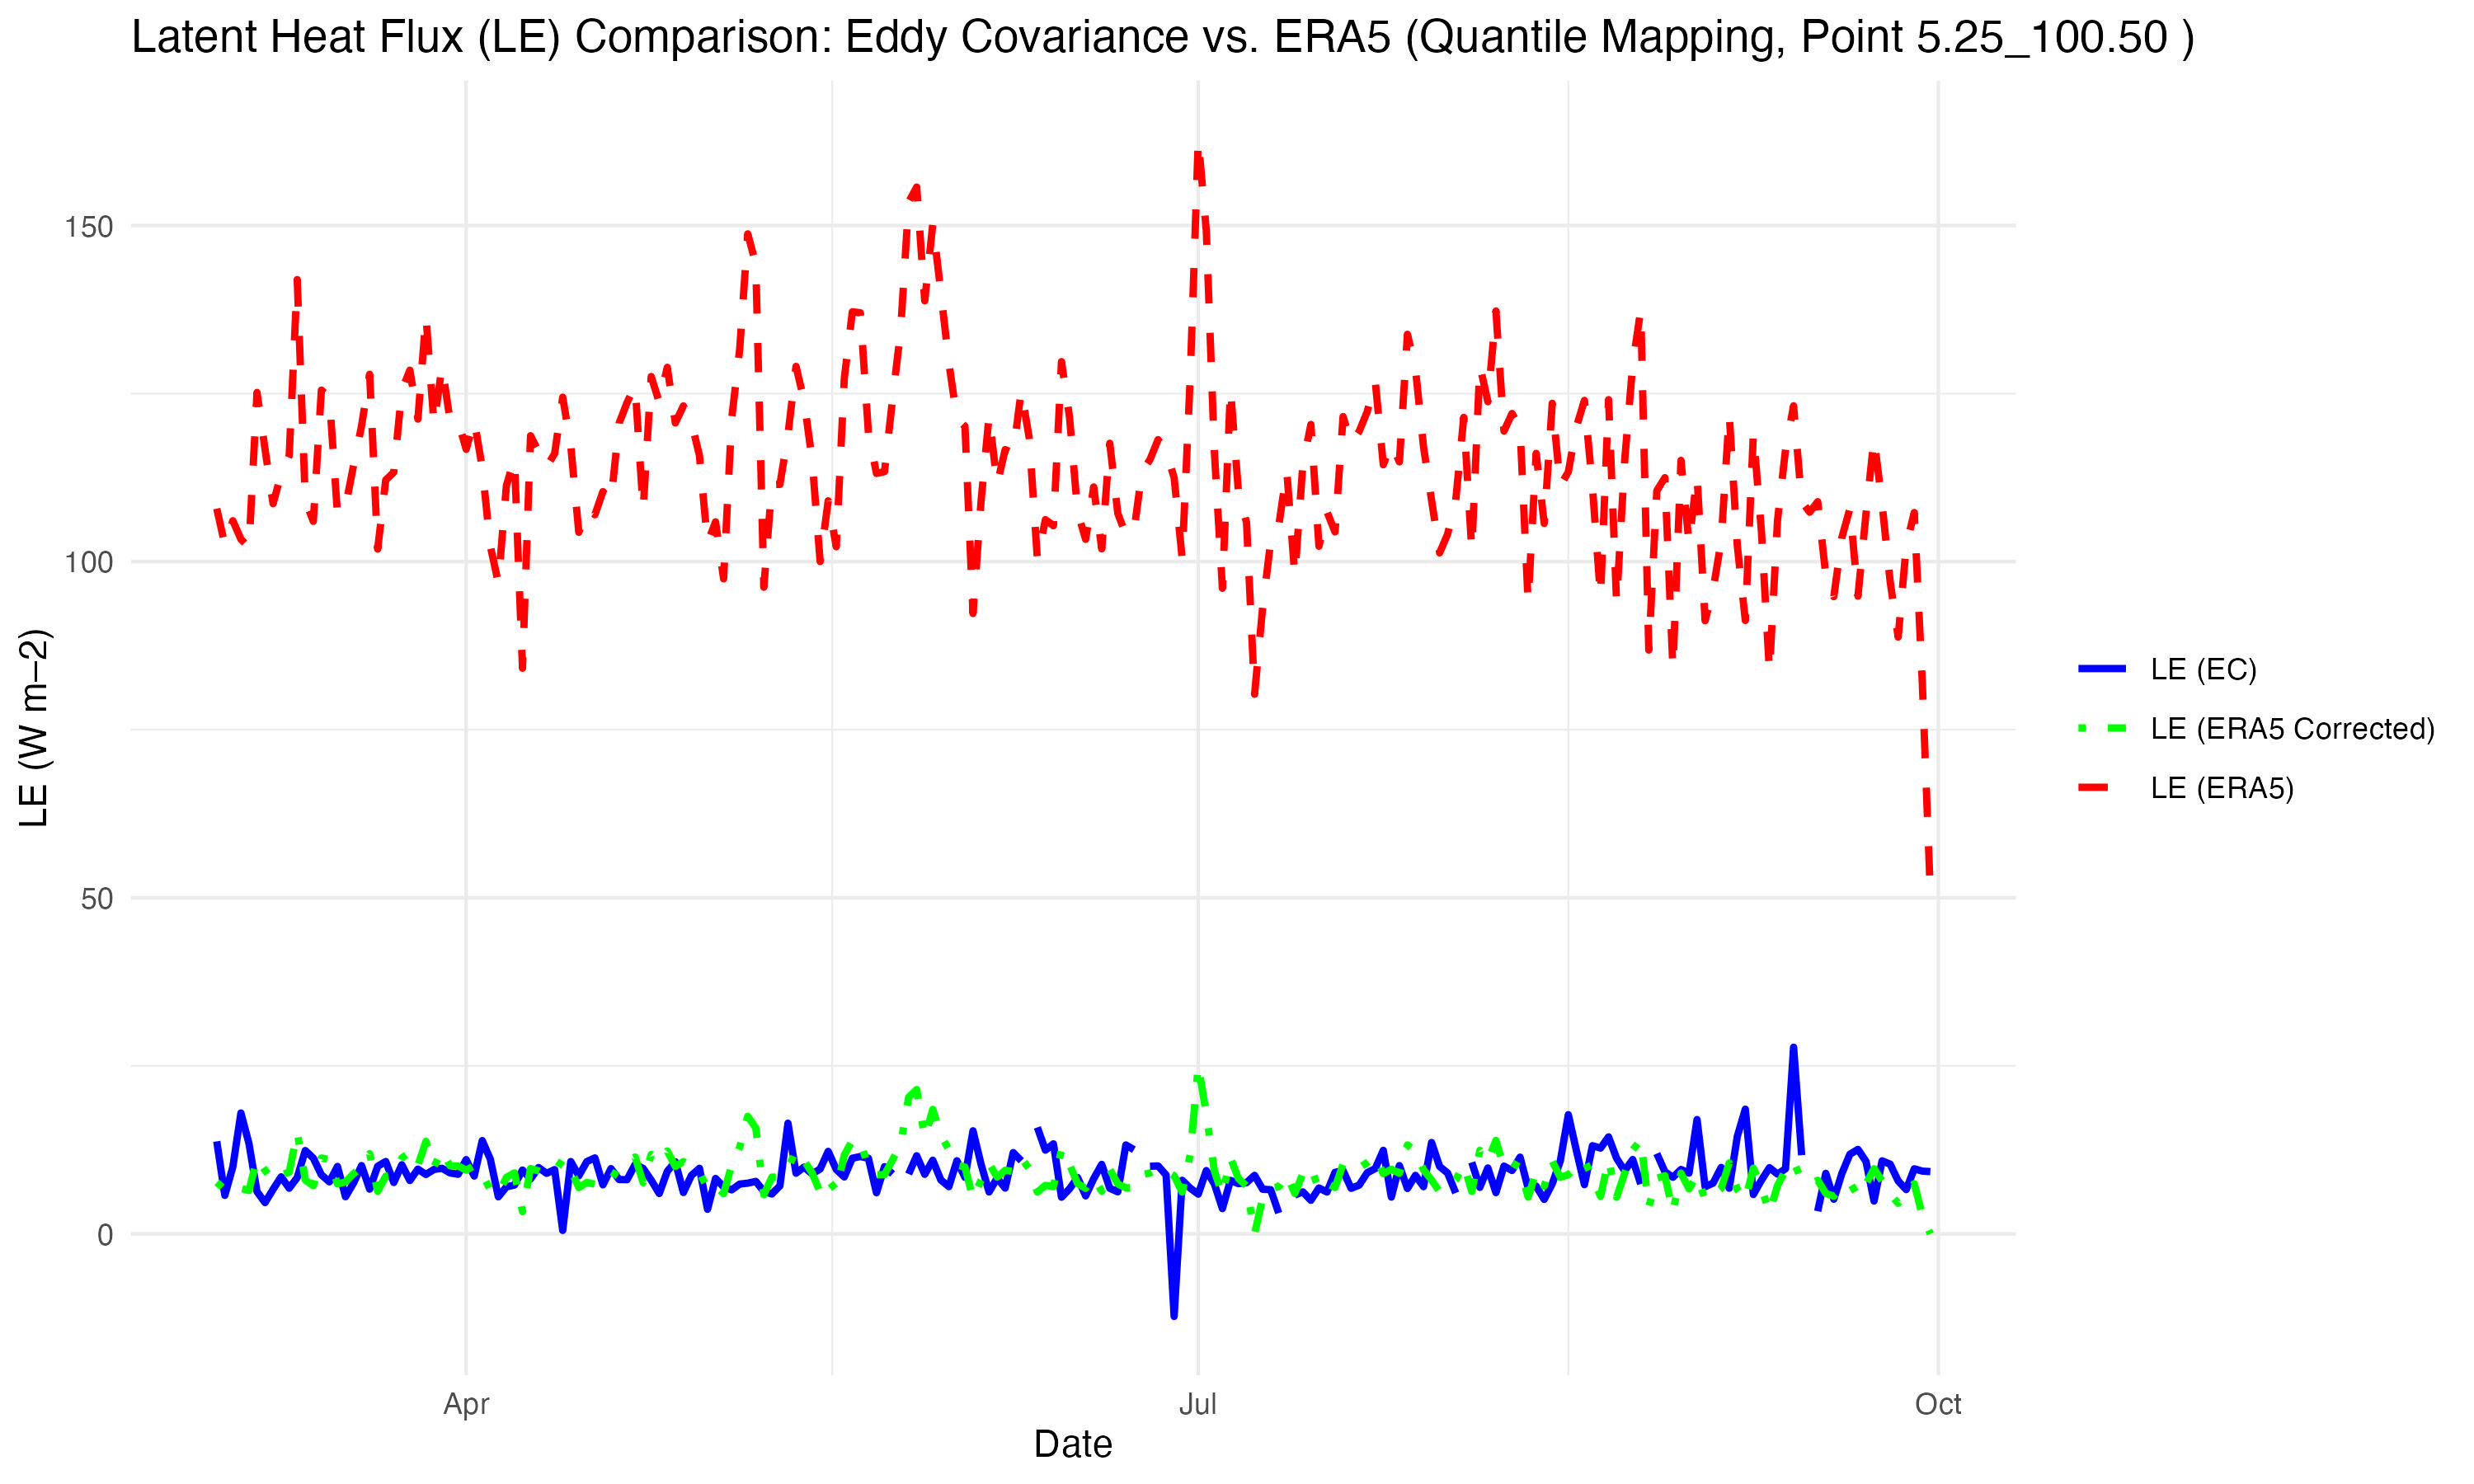 Latent Heat Flux (LE) Comparison: Eddy Covariance vs. ERA5 (Quantile Mapping, Point 5.25_100.50 )
LE (W m−2)
150
100
50
0
Apr
Jul
Oct
Date
LE (EC)
LE (ERA5 Corrected)
LE (ERA5)